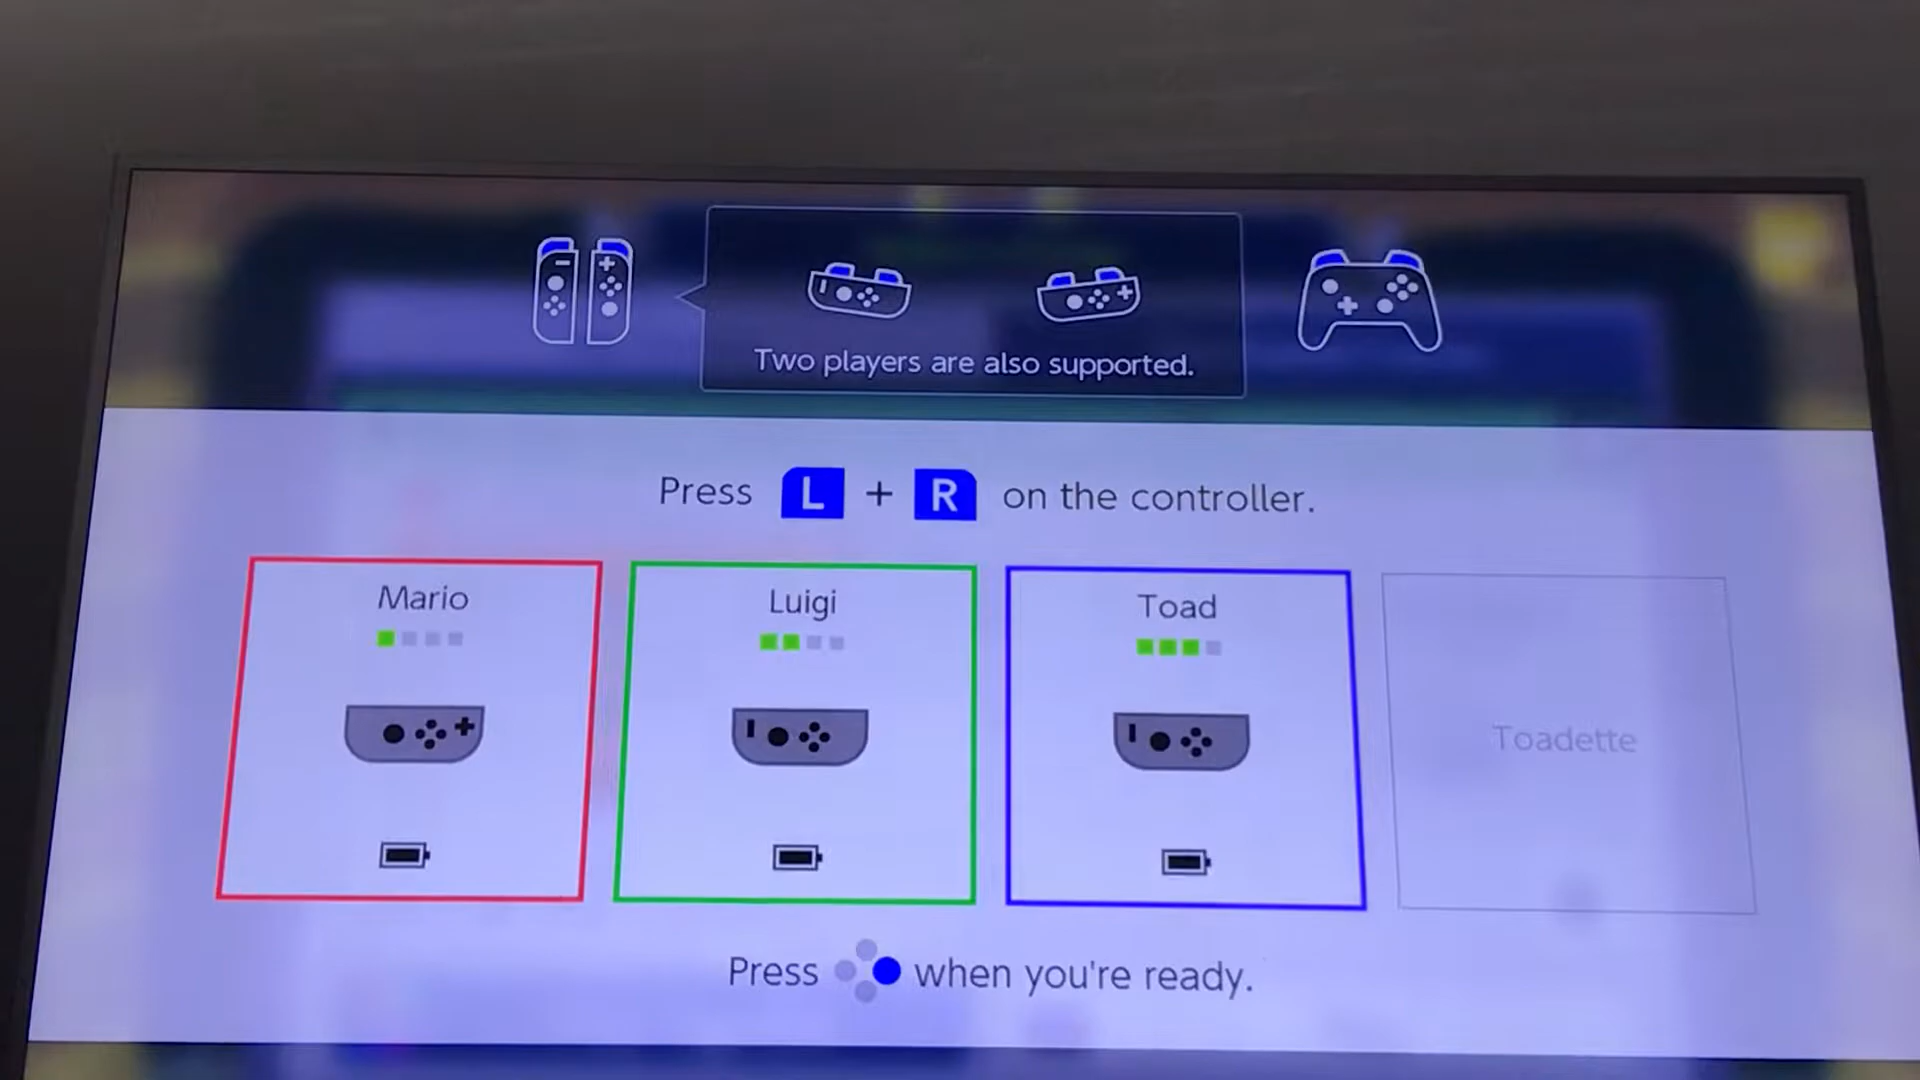 Two players are also supported.
Press L + R on the controller.
Mario
Luigi
Toad
Toadette
Press when you're ready.